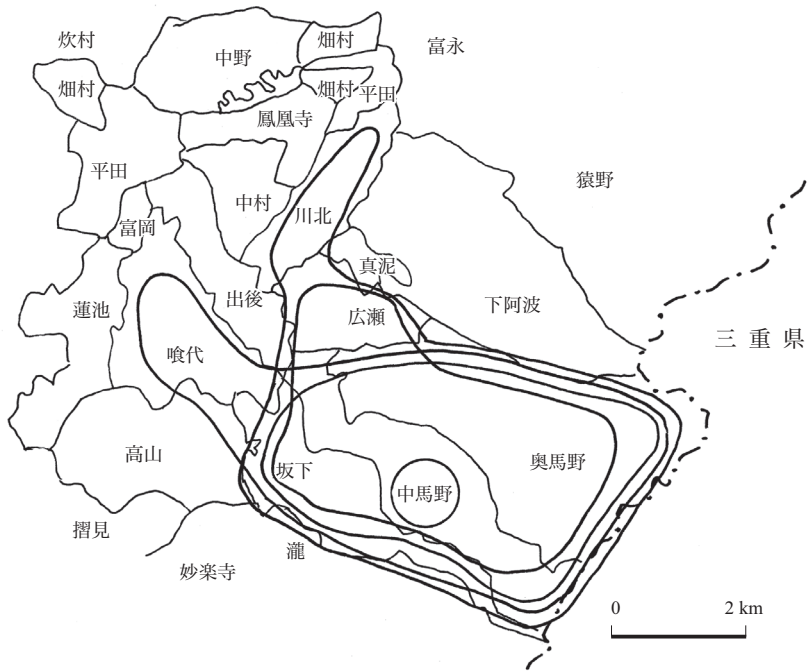 炊村
中野
畑村
富永
畑村
畑村
平田
鳳凰寺
平田
猿野
中村
川北
富岡
真泥
出後
下阿波
蓮池
広瀬
三重県
喰代
高山
坂下
中馬野
奥馬野
摺見
瀧
妙楽寺
0 2 km